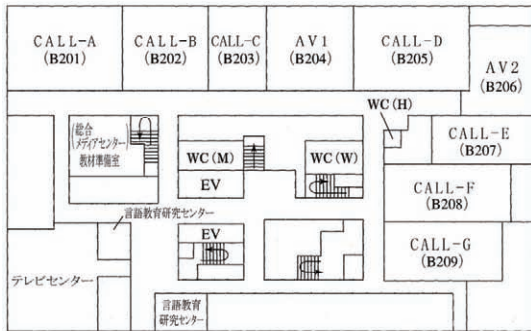 CALL-A
(B201)
CALL-B
(B202)
CALL-C
(B203)
AV1
(B204)
CALL-D
(B205)
AV2
(B206)
WC(H)
CALL-E
(B207)
(総合
メディアセンター)
教材準備室
WC(M)
WC(W)
EV
CALL-F
(B208)
言語教育研究センター
EV
CALL-G
(B209)
テレビセンター
言語教育
研究センター